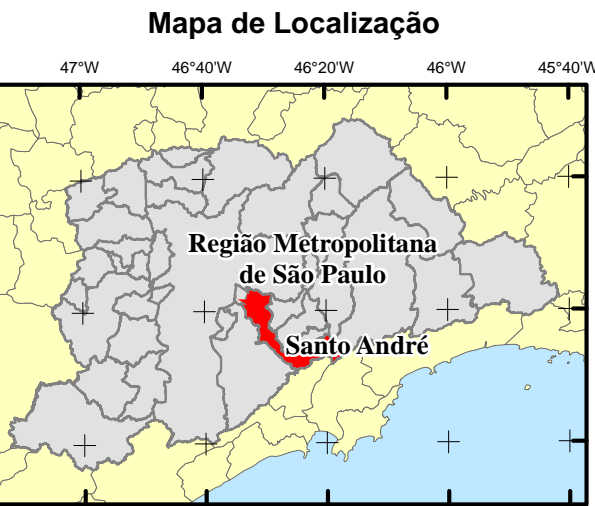 Mapa de Localização
47°W 46°40'W 46°20'W 46°W 45°40'W
Região Metropolitana
de São Paulo
Santo André